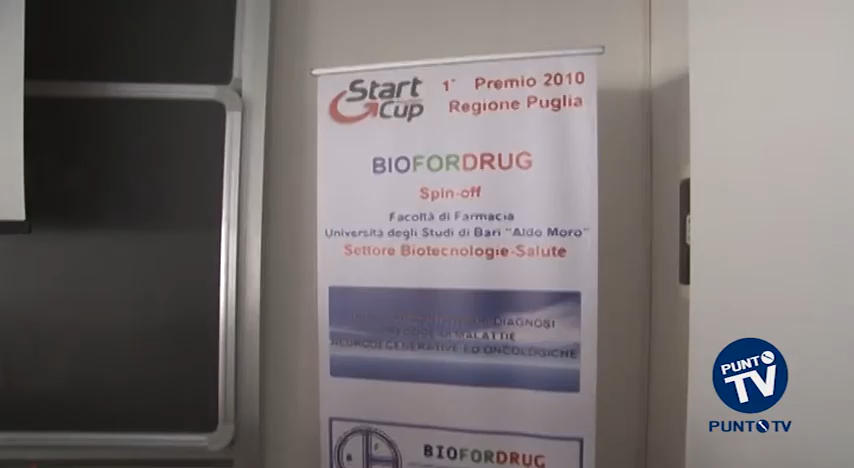 Start Cup
1° Premio 2010
Regione Puglia
BIOFORDRUG
Spin-off
Facoltà di Farmacia
Università degli Studi di Bari "Aldo Moro"
Settore Biotecnologie-Salute
DIAGNOSI
MALATTIE
NEURODEGENERATIVE ED ONCOLOGICHE
BIOFORDRUG
PUNTO TV
PUNTO TV